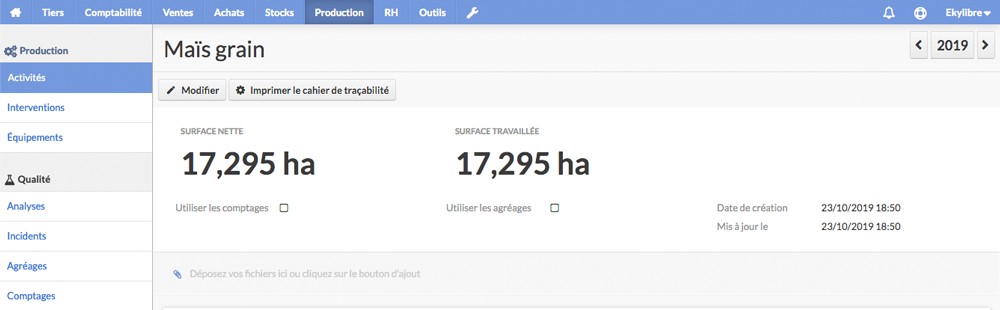 Tiers Comptabilité Ventes Achats Stocks Production RH Outils Ekylibre
Production
Activités
Interventions
Équipements
Qualité
Analyses
Incidents
Agréages
Comptages
Maïs grain
2019
Modifier Imprimer le cahier de traçabilité
SURFACE NETTE SURFACE TRAVAILLÉE
17,295 ha 17,295 ha
Utiliser les comptages Utiliser les agréages Date de création 23/10/2019 18:50
Mis à jour le 23/10/2019 18:50
Déposez vos fichiers ici ou cliquez sur le bouton d'ajout